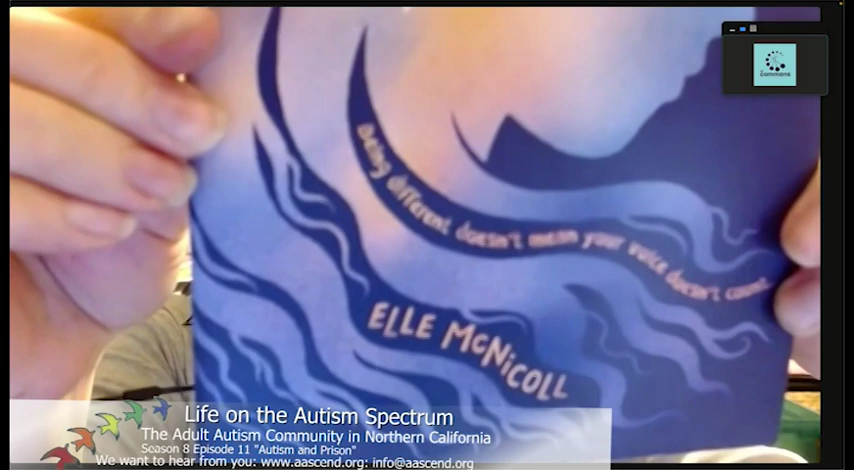 commons
being different doesn't mean your voice doesn't count
ELLE McNICOLL
Life on the Autism Spectrum
The Adult Autism Community in Northern California
Season 8 Episode 11 "Autism and Prison"
We want to hear from you: www.aascend.org: info@aascend.org